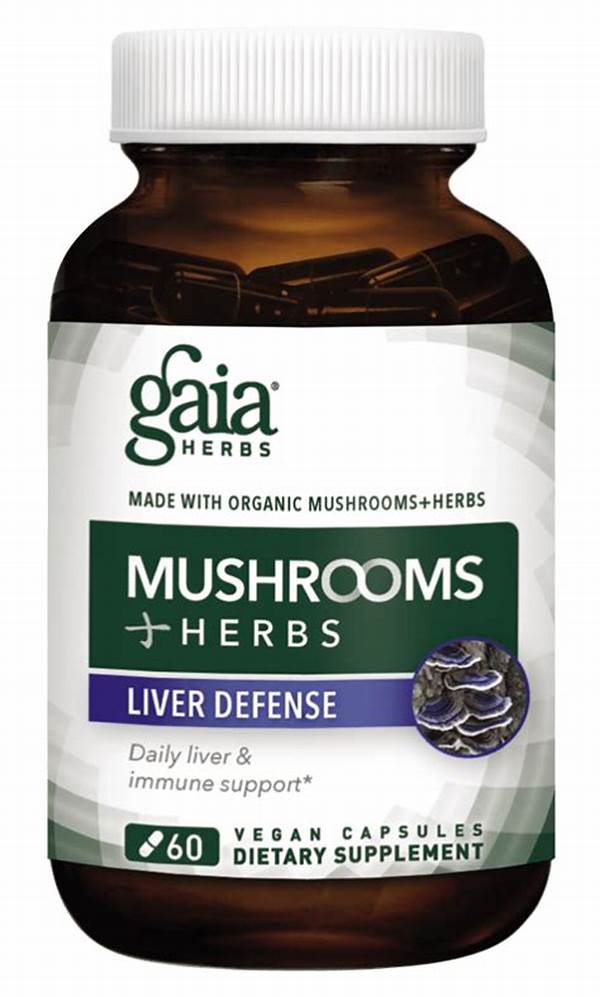 gaia®
HERBS
MADE WITH ORGANIC MUSHROOMS+HERBS
MUSHROOMS
+HERBS
LIVER DEFENSE
Daily liver &
immune support*
60 VEGAN CAPSULES
DIETARY SUPPLEMENT